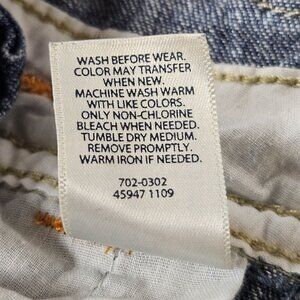 WASH BEFORE WEAR.
COLOR MAY TRANSFER
WHEN NEW.
MACHINE WASH WARM
WITH LIKE COLORS.
ONLY NON-CHLORINE
BLEACH WHEN NEEDED.
TUMBLE DRY MEDIUM.
REMOVE PROMPTLY.
WARM IRON IF NEEDED.
702-0302
45947 1109